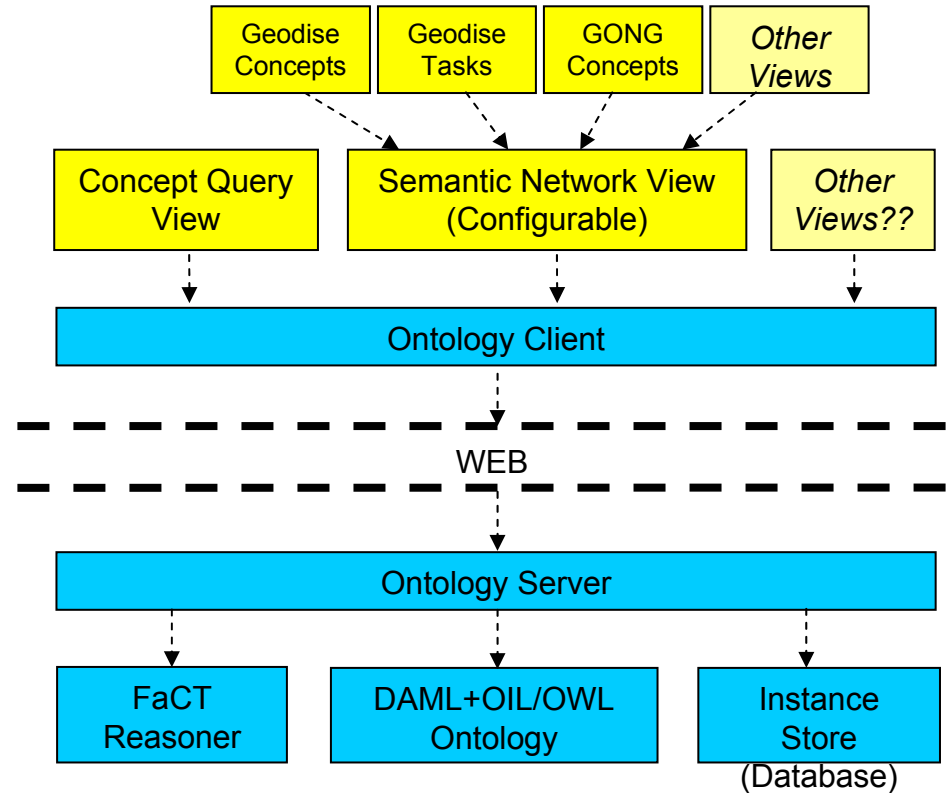 Geodise
Concepts
Geodise
Tasks
GONG
Concepts
Other
Views
Concept Query
View
Semantic Network View
(Configurable)
Other
Views??
Ontology Client
WEB
Ontology Server
FaCT
Reasoner
DAML+OIL/OWL
Ontology
Instance
Store
(Database)